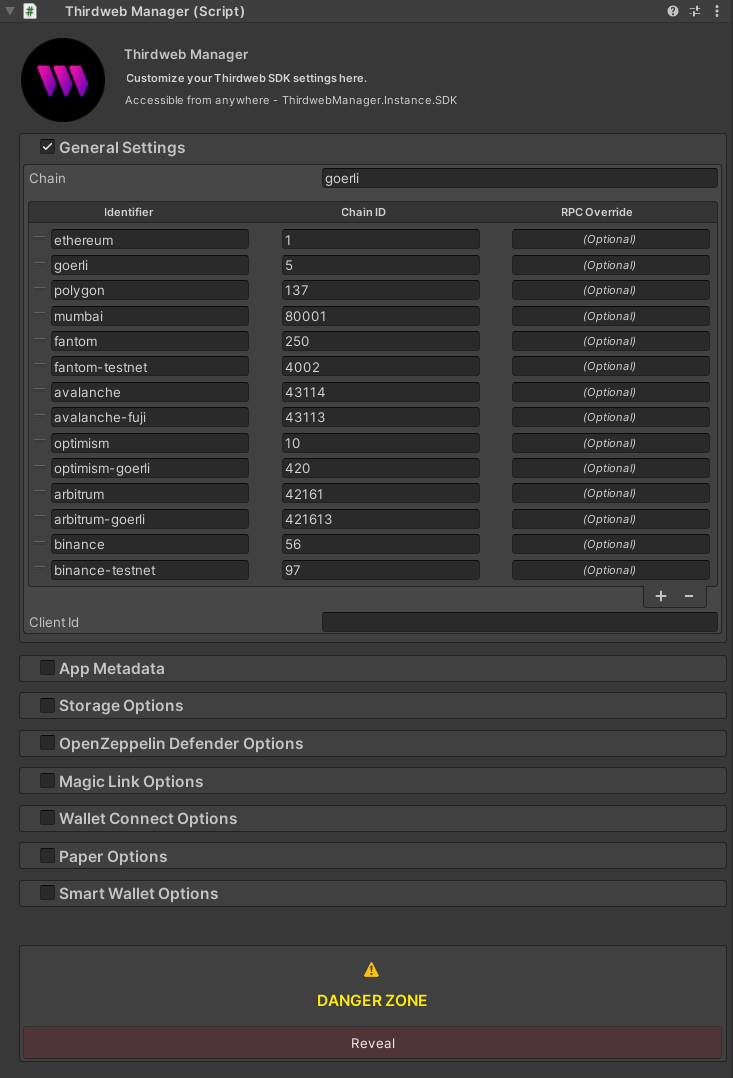 Thirdweb Manager (Script)
Thirdweb Manager
Customize your Thirdweb SDK settings here.
Accessible from anywhere - ThirdwebManager.Instance.SDK
General Settings
Chain goerli
Identifier Chain ID RPC Override
ethereum 1 (Optional)
goerli 5 (Optional)
polygon 137 (Optional)
mumbai 80001 (Optional)
fantom 250 (Optional)
fantom-testnet 4002 (Optional)
avalanche 43114 (Optional)
avalanche-fuji 43113 (Optional)
optimism 10 (Optional)
optimism-goerli 420 (Optional)
arbitrum 42161 (Optional)
arbitrum-goerli 421613 (Optional)
binance 56 (Optional)
binance-testnet 97 (Optional)
+ −
Client Id
App Metadata
Storage Options
OpenZeppelin Defender Options
Magic Link Options
Wallet Connect Options
Paper Options
Smart Wallet Options
DANGER ZONE
Reveal